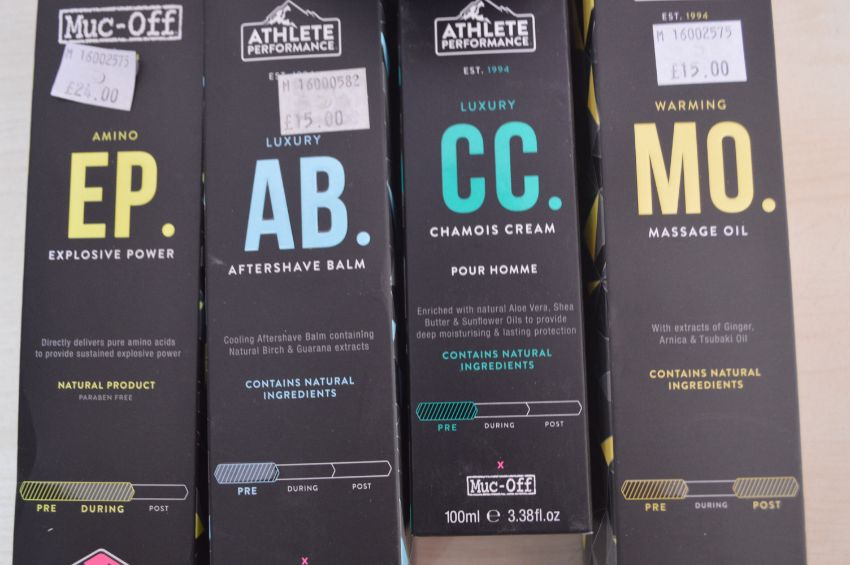 Muc-Off
M 16002575
£24.00
AMINO
EP.
EXPLOSIVE POWER
Directly delivers pure amino acids
to provide sustained explosive power
NATURAL PRODUCT
PARABEN FREE
PRE DURING POST
ATHLETE
PERFORMANCE
M 16000582
£15.00
LUXURY
AB.
AFTERSHAVE BALM
Cooling Aftershave Balm containing
Natural Birch & Guarana extracts
CONTAINS NATURAL
INGREDIENTS
PRE DURING POST
x
ATHLETE
PERFORMANCE
EST. 1994
LUXURY
CC.
CHAMOIS CREAM
POUR HOMME
Enriched with natural Aloe Vera, Shea
Butter & Sunflower Oils to provide
deep moisturising & lasting protection
CONTAINS NATURAL
INGREDIENTS
PRE DURING POST
x
Muc-Off
100ml e 3.38fl.oz
EST. 1994
M 16002575
£15.00
WARMING
MO.
MASSAGE OIL
With extracts of Ginger,
Arnica & Tsubaki Oil
CONTAINS NATURAL
INGREDIENTS
PRE DURING POST